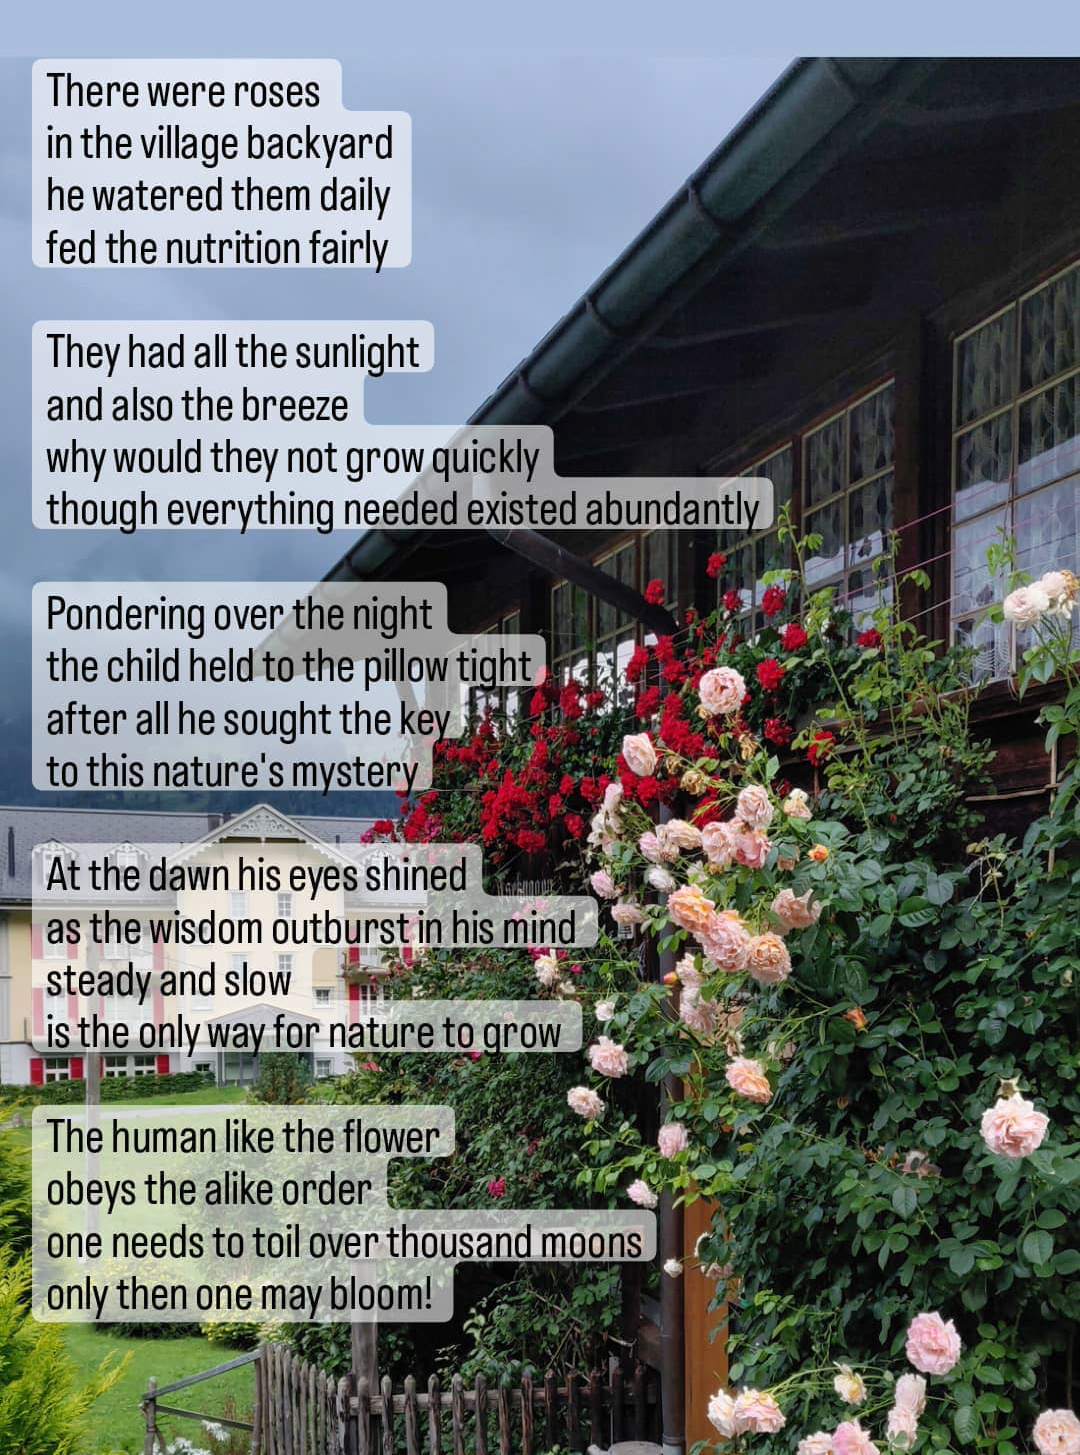 There were roses
in the village backyard
he watered them daily
fed the nutrition fairly
They had all the sunlight
and also the breeze
why would they not grow quickly
though everything needed existed abundantly
Pondering over the night
the child held to the pillow tight
after all he sought the key
to this nature's mystery
At the dawn his eyes shined
as the wisdom outburst in his mind
steady and slow
is the only way for nature to grow
The human like the flower
obeys the alike order
one needs to toil over thousand moons
only then one may bloom!